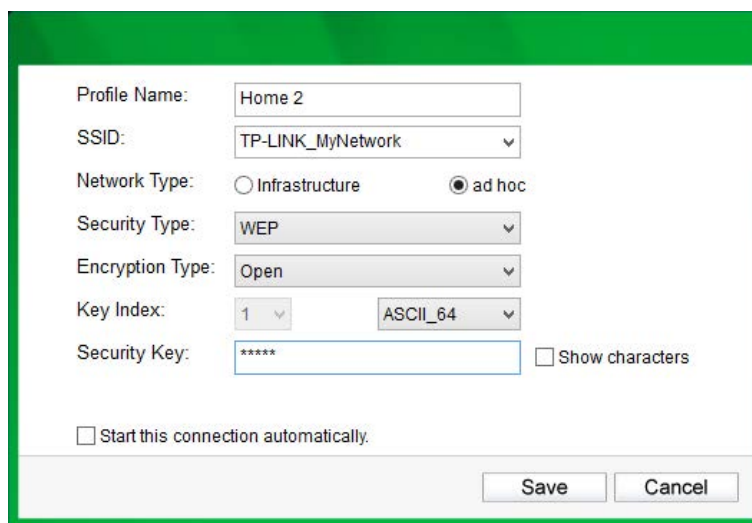 Profile Name: Home 2
SSID: TP-LINK_MyNetwork
Network Type: Infrastructure ad hoc
Security Type: WEP
Encryption Type: Open
Key Index: 1 ASCII_64
Security Key: ***** Show characters
Start this connection automatically.
Save Cancel